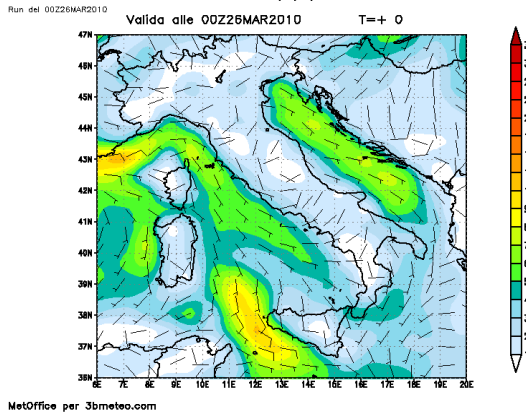 Run del 00Z26MAR2010
Valida alle 00Z26MAR2010 T=+ 0
47N
46N
45N
44N
43N
42N
41N
40N
39N
38N
37N
36N
6E 7E 8E 9E 10E 11E 12E 13E 14E 15E 16E 17E 18E 19E 20E
MetOffice per 3bmeteo.com